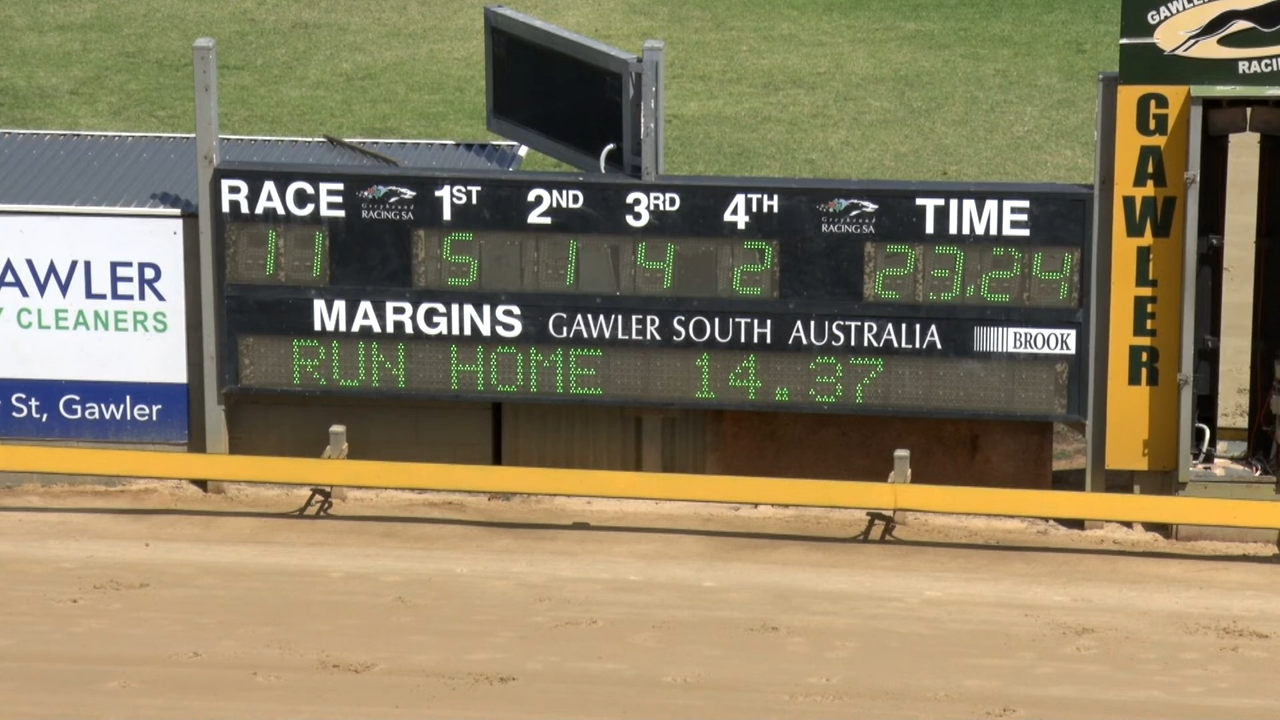 GAWLER
RACI
GAWLER
RACE
Greyhound
RACING SA
1ST 2ND 3RD 4TH
Greyhound
RACING SA
TIME
11 5 1 4 2 23.24
MARGINS GAWLER SOUTH AUSTRALIA BROOK
RUN HOME 14.37
AWLER
Y CLEANERS
St, Gawler